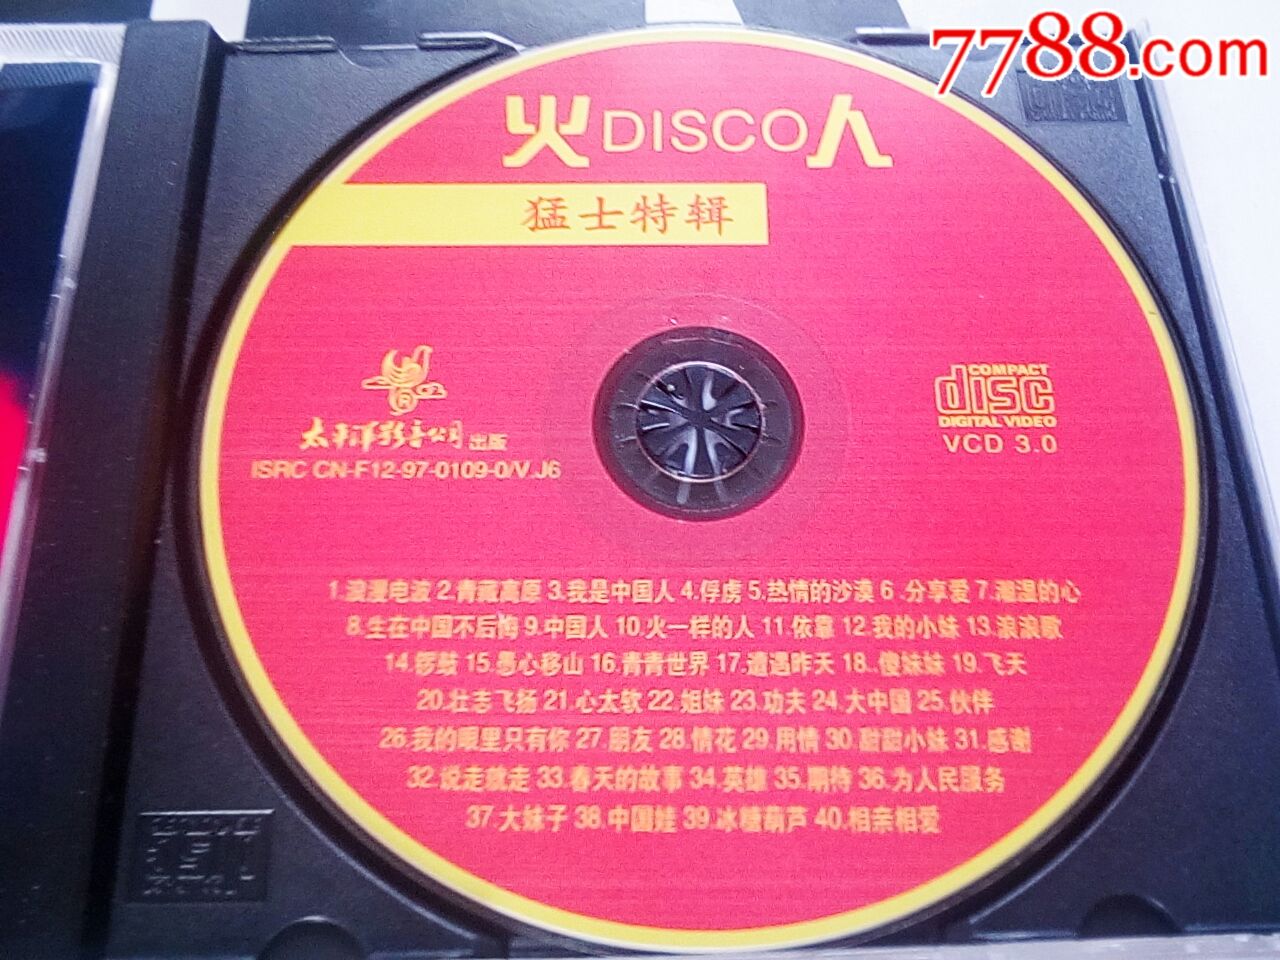 7788.com
火DISCO人
猛士特辑
R
太平洋影音公司 出版
ISRC CN-F12-97-0109-0/V.J6
COMPACT
disc
DIGITAL VIDEO
VCD 3.0
1.浪漫电波 2.青藏高原 3.我是中国人 4.俘虏 5.热情的沙漠 6.分享爱 7.潮湿的心
8.生在中国不后悔 9.中国人 10.火一样的人 11.依靠 12.我的小妹 13.浪浪歌
14.锣鼓 15.愚心移山 16.青青世界 17.遭遇昨天 18..傻妹妹 19.飞天
20.壮志飞扬 21.心太软 22.姐妹 23.功夫 24.大中国 25.伙伴
26.我的眼里只有你 27.朋友 28.情花 29.用情 30.甜甜小妹 31.感谢
32.说走就走 33.春天的故事 34.英雄 35.期待 36.为人民服务
37.大妹子 38.中国娃 39.冰糖葫芦 40.相亲相爱